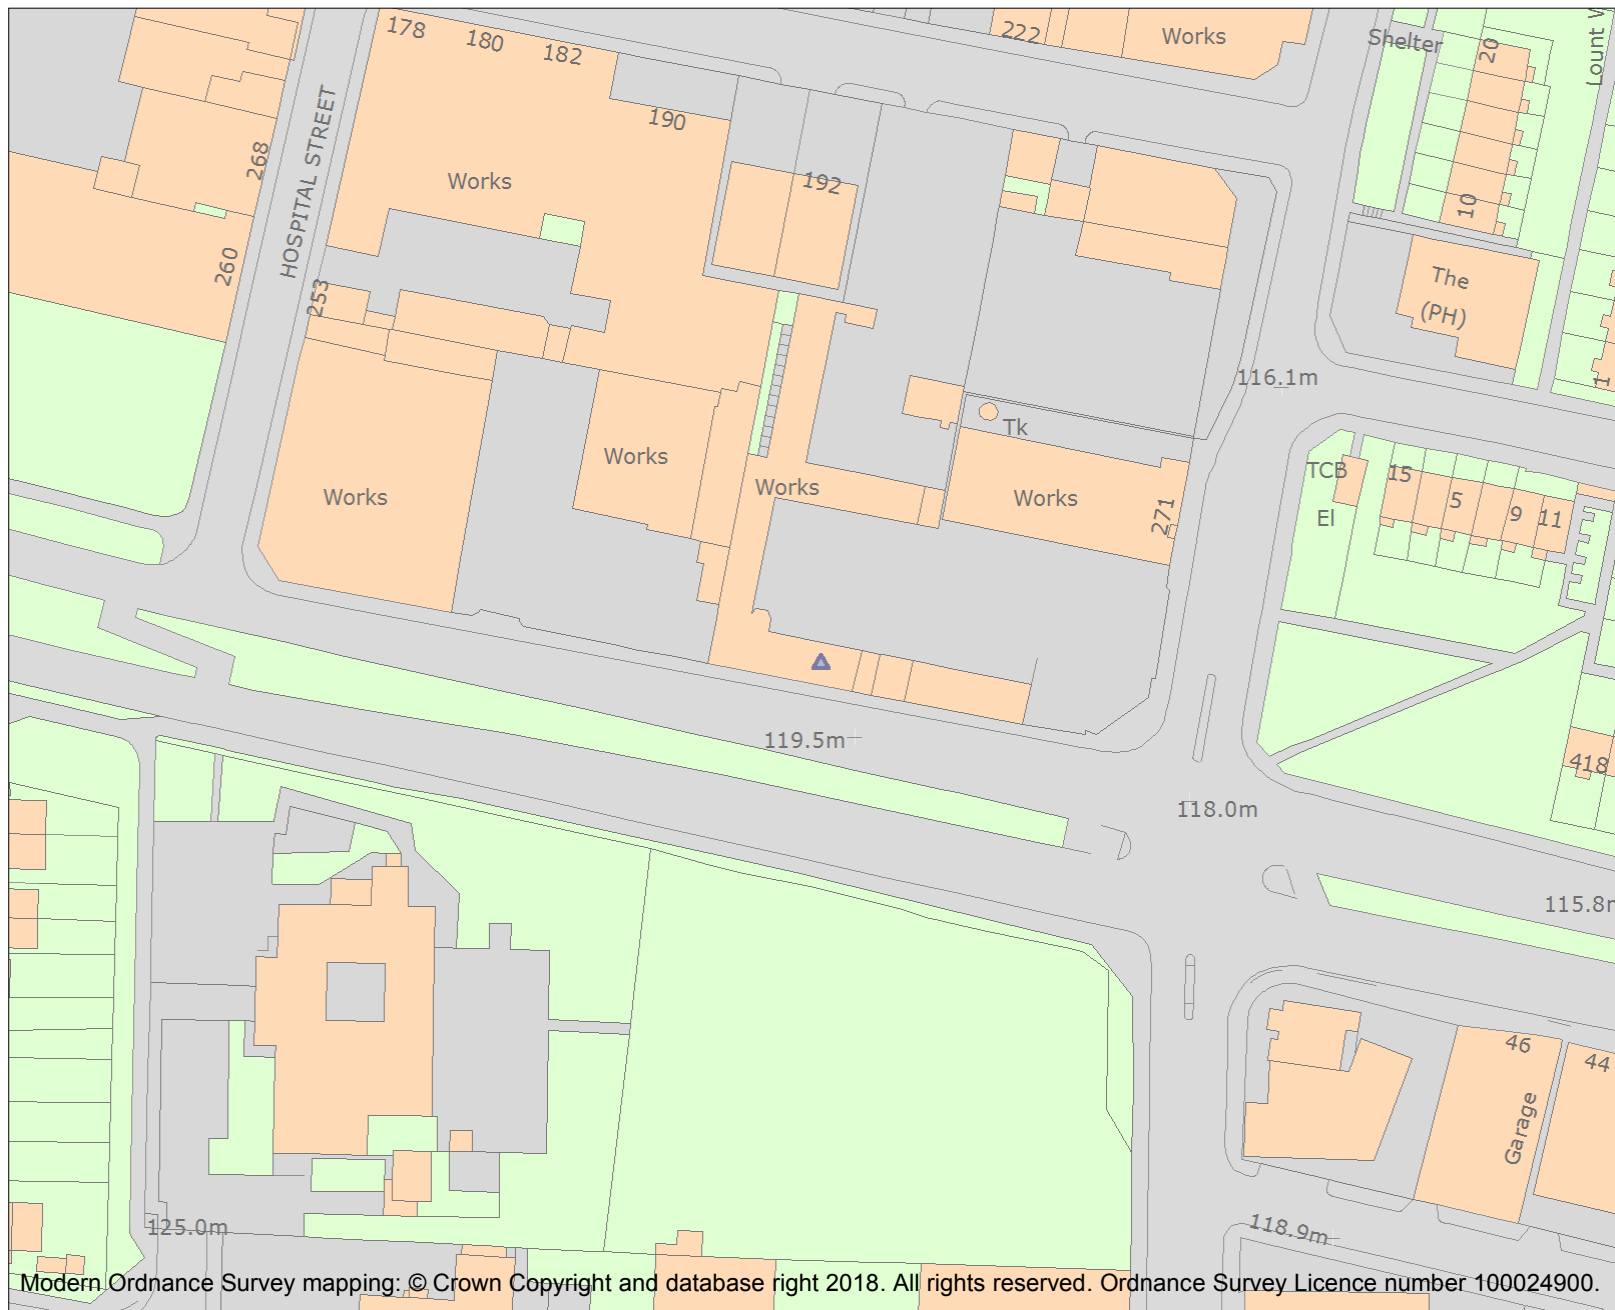 178
180
182
222
Works
Shelter
20
Lount
HOSPITAL STREET
190
268
Works
192
10
260
253
The
(PH)
116.1m
1
Tk
Works
Works
Works
Works
271
TCB
El
15
5
9
11
119.5m
418
118.0m
115.8m
46
44
Garage
125.0m
118.9m
Modern Ordnance Survey mapping: © Crown Copyright and database right 2018. All rights reserved. Ordnance Survey Licence number 100024900.